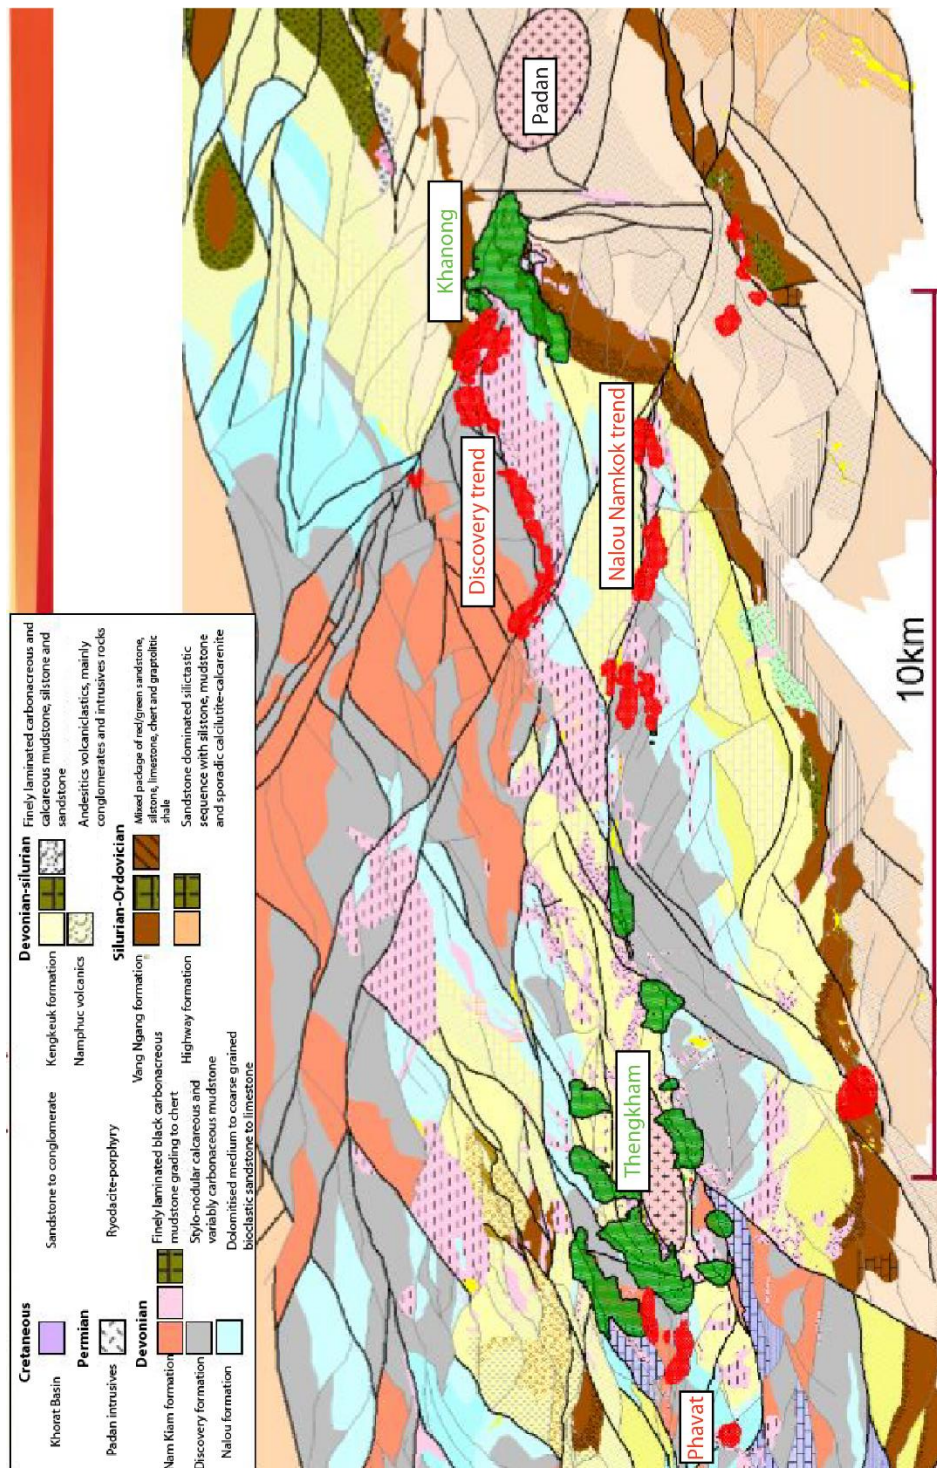 Padan
Khanong
Discovery trend
Nalou Namkok trend
Thengkham
Phavat
10km
Cretaceous
Khorat Basin
Sandstone to conglomerate
Permian
Padan intrusives
Ryodacite-porphyry
Devonian
Nam Kiam formation
Finely laminated black carbonaceous
mudstone grading to chert
Discovery formation
Stylo-nodular calcareous and
variably carbonaceous mudstone
Nalou formation
Dolomitised medium to coarse grained
bioclastic sandstone to limestone
Devonian-silurian
Kengkeuk formation
Finely laminated carbonaceous and
calcareous mudstone, silstone and
sandstone
Namphuc volcanics
Andesitics volcaniclastics, mainly
conglomerates and intrusives rocks
Silurian-Ordovician
Vang Ngang formation
Mixed package of red/green sandstone,
silstone, limestone, chert and graptolitic
shale
Highway formation
Sandstone dominated silictastic
sequence with silstone, mudstone
and sporadic calcilutite-calcarenite